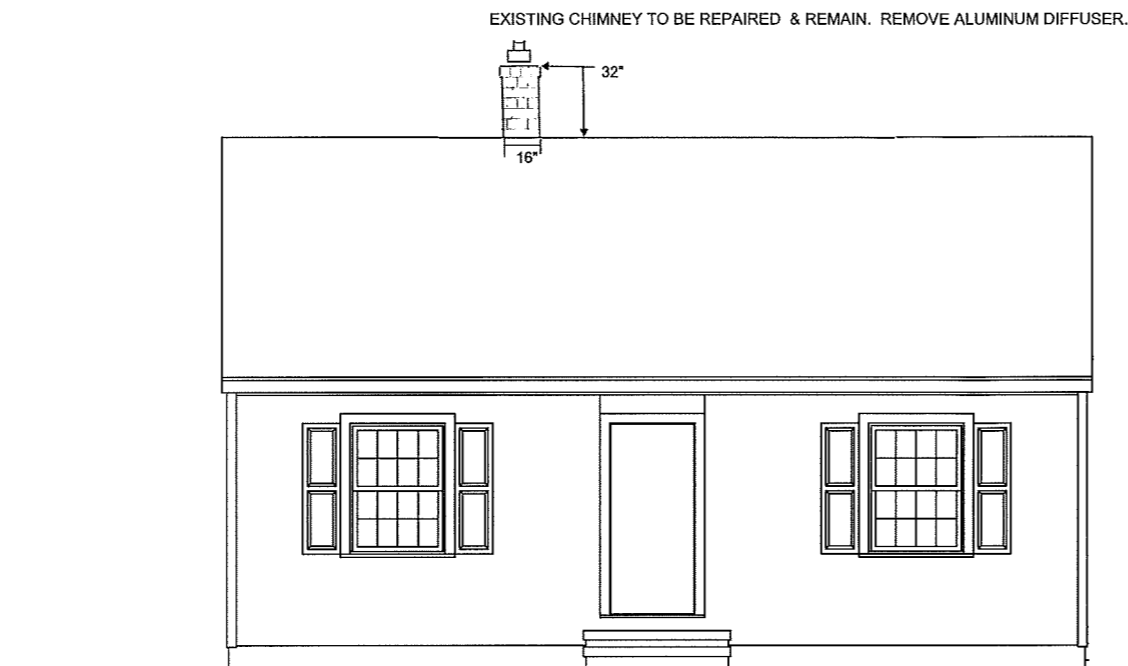 EXISTING CHIMNEY TO BE REPAIRED & REMAIN. REMOVE ALUMINUM DIFFUSER.
32"
16"